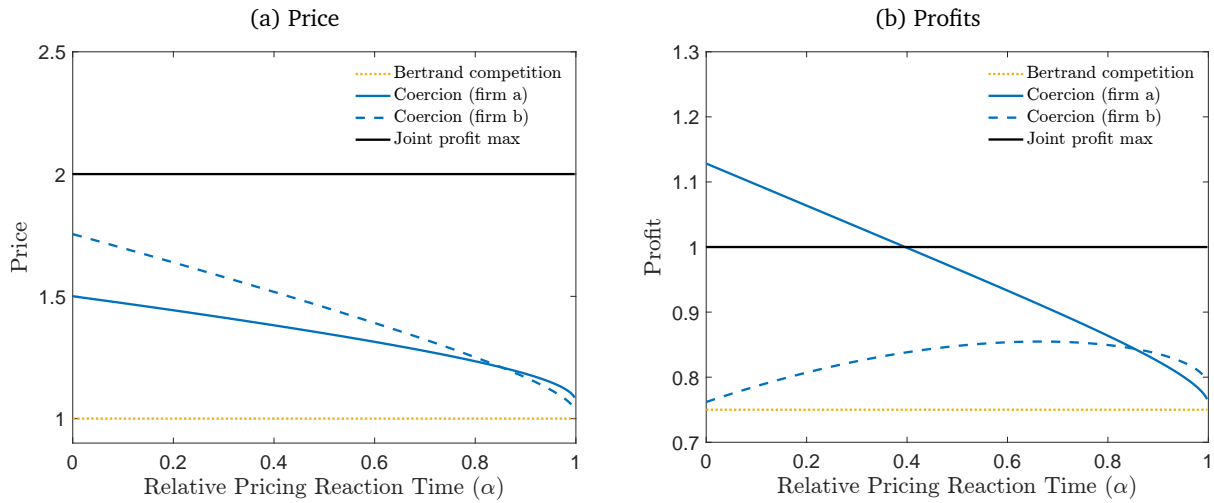 (a) Price
2.5
2
1.5
1
Price
0
0.2
0.4
0.6
0.8
1
Relative Pricing Reaction Time (α)
Bertrand competition
Coercion (firm a)
Coercion (firm b)
Joint profit max
(b) Profits
1.3
1.2
1.1
1
0.9
0.8
0.7
Profit
0
0.2
0.4
0.6
0.8
1
Relative Pricing Reaction Time (α)
Bertrand competition
Coercion (firm a)
Coercion (firm b)
Joint profit max